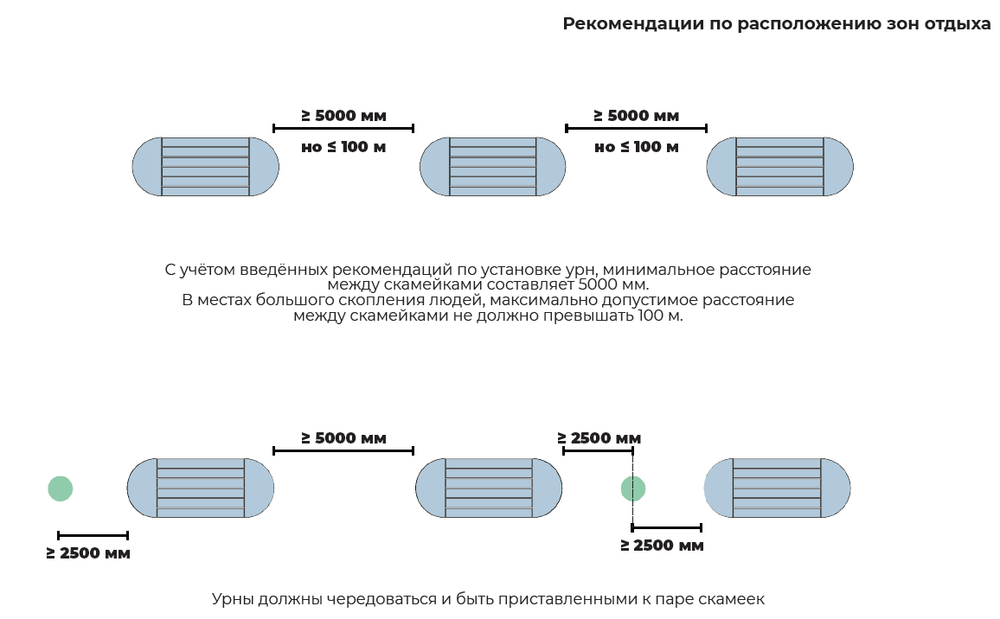 Рекомендации по расположению зон отдыха
≥ 5000 мм
≥ 5000 мм
но ≤ 100 м
но ≤ 100 м
С учётом введённых рекомендаций по установке урн, минимальное расстояние
между скамейками составляет 5000 мм.
В местах большого скопления людей, максимально допустимое расстояние
между скамейками не должно превышать 100 м.
≥ 5000 мм
≥ 2500 мм
≥ 2500 мм
≥ 2500 мм
Урны должны чередоваться и быть приставленными к паре скамеек